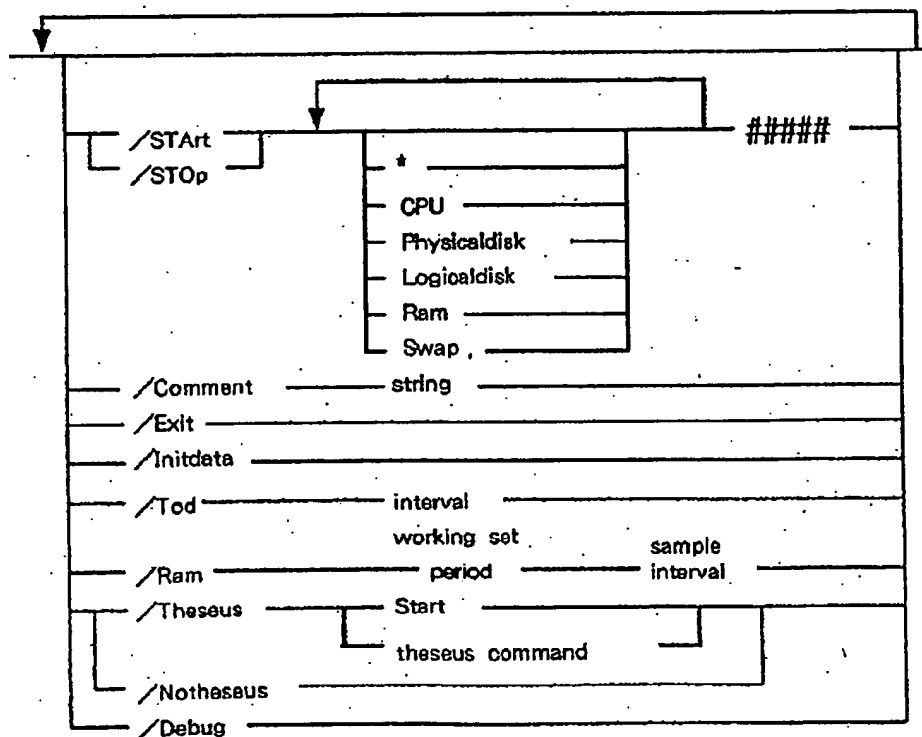 /STArt
#####
/STOp
*
CPU
Physicaldisk
Logicaldisk
Ram
Swap
/Comment string
/Exit
/Initdata
/Tod interval
/Ram working set period sample interval
/Theseus Start
theseus command
/Notheseus
/Debug